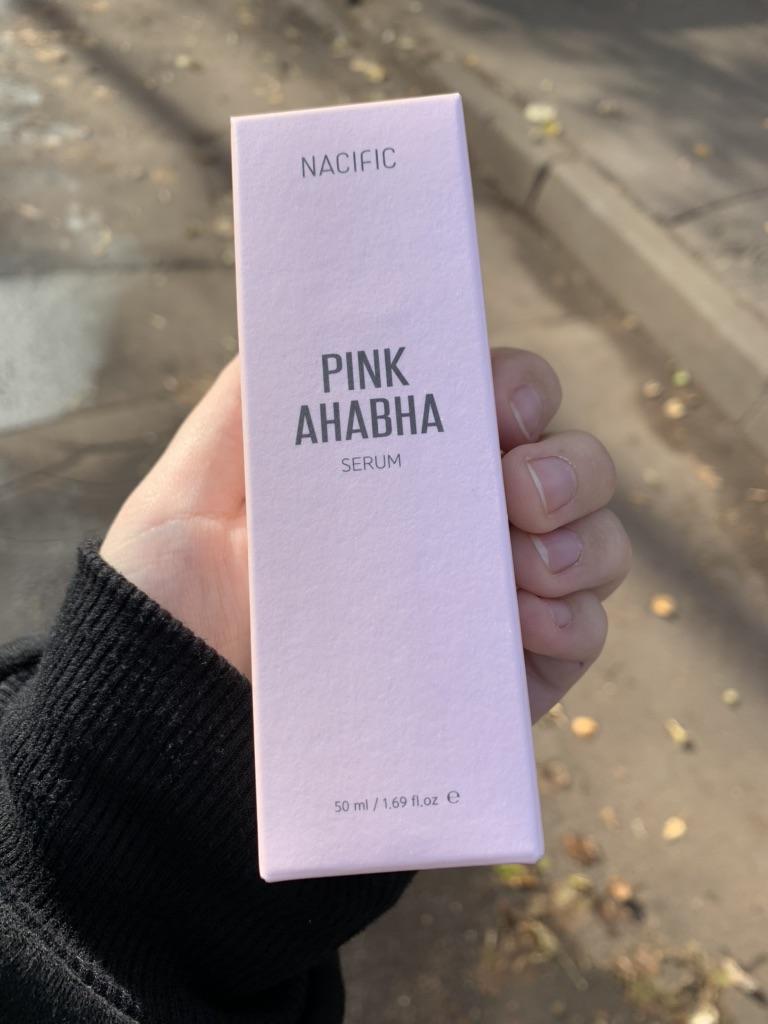 NACIFIC
PINK
AHABHA
SERUM
50 ml / 1.69 fl.oz ℮